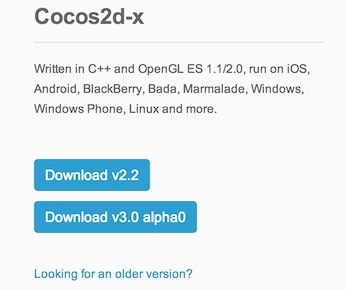 Cocos2d-x
Written in C++ and OpenGL ES 1.1/2.0, run on iOS,
Android, BlackBerry, Bada, Marmalade, Windows,
Windows Phone, Linux and more.
Download v2.2
Download v3.0 alpha0
Looking for an older version?